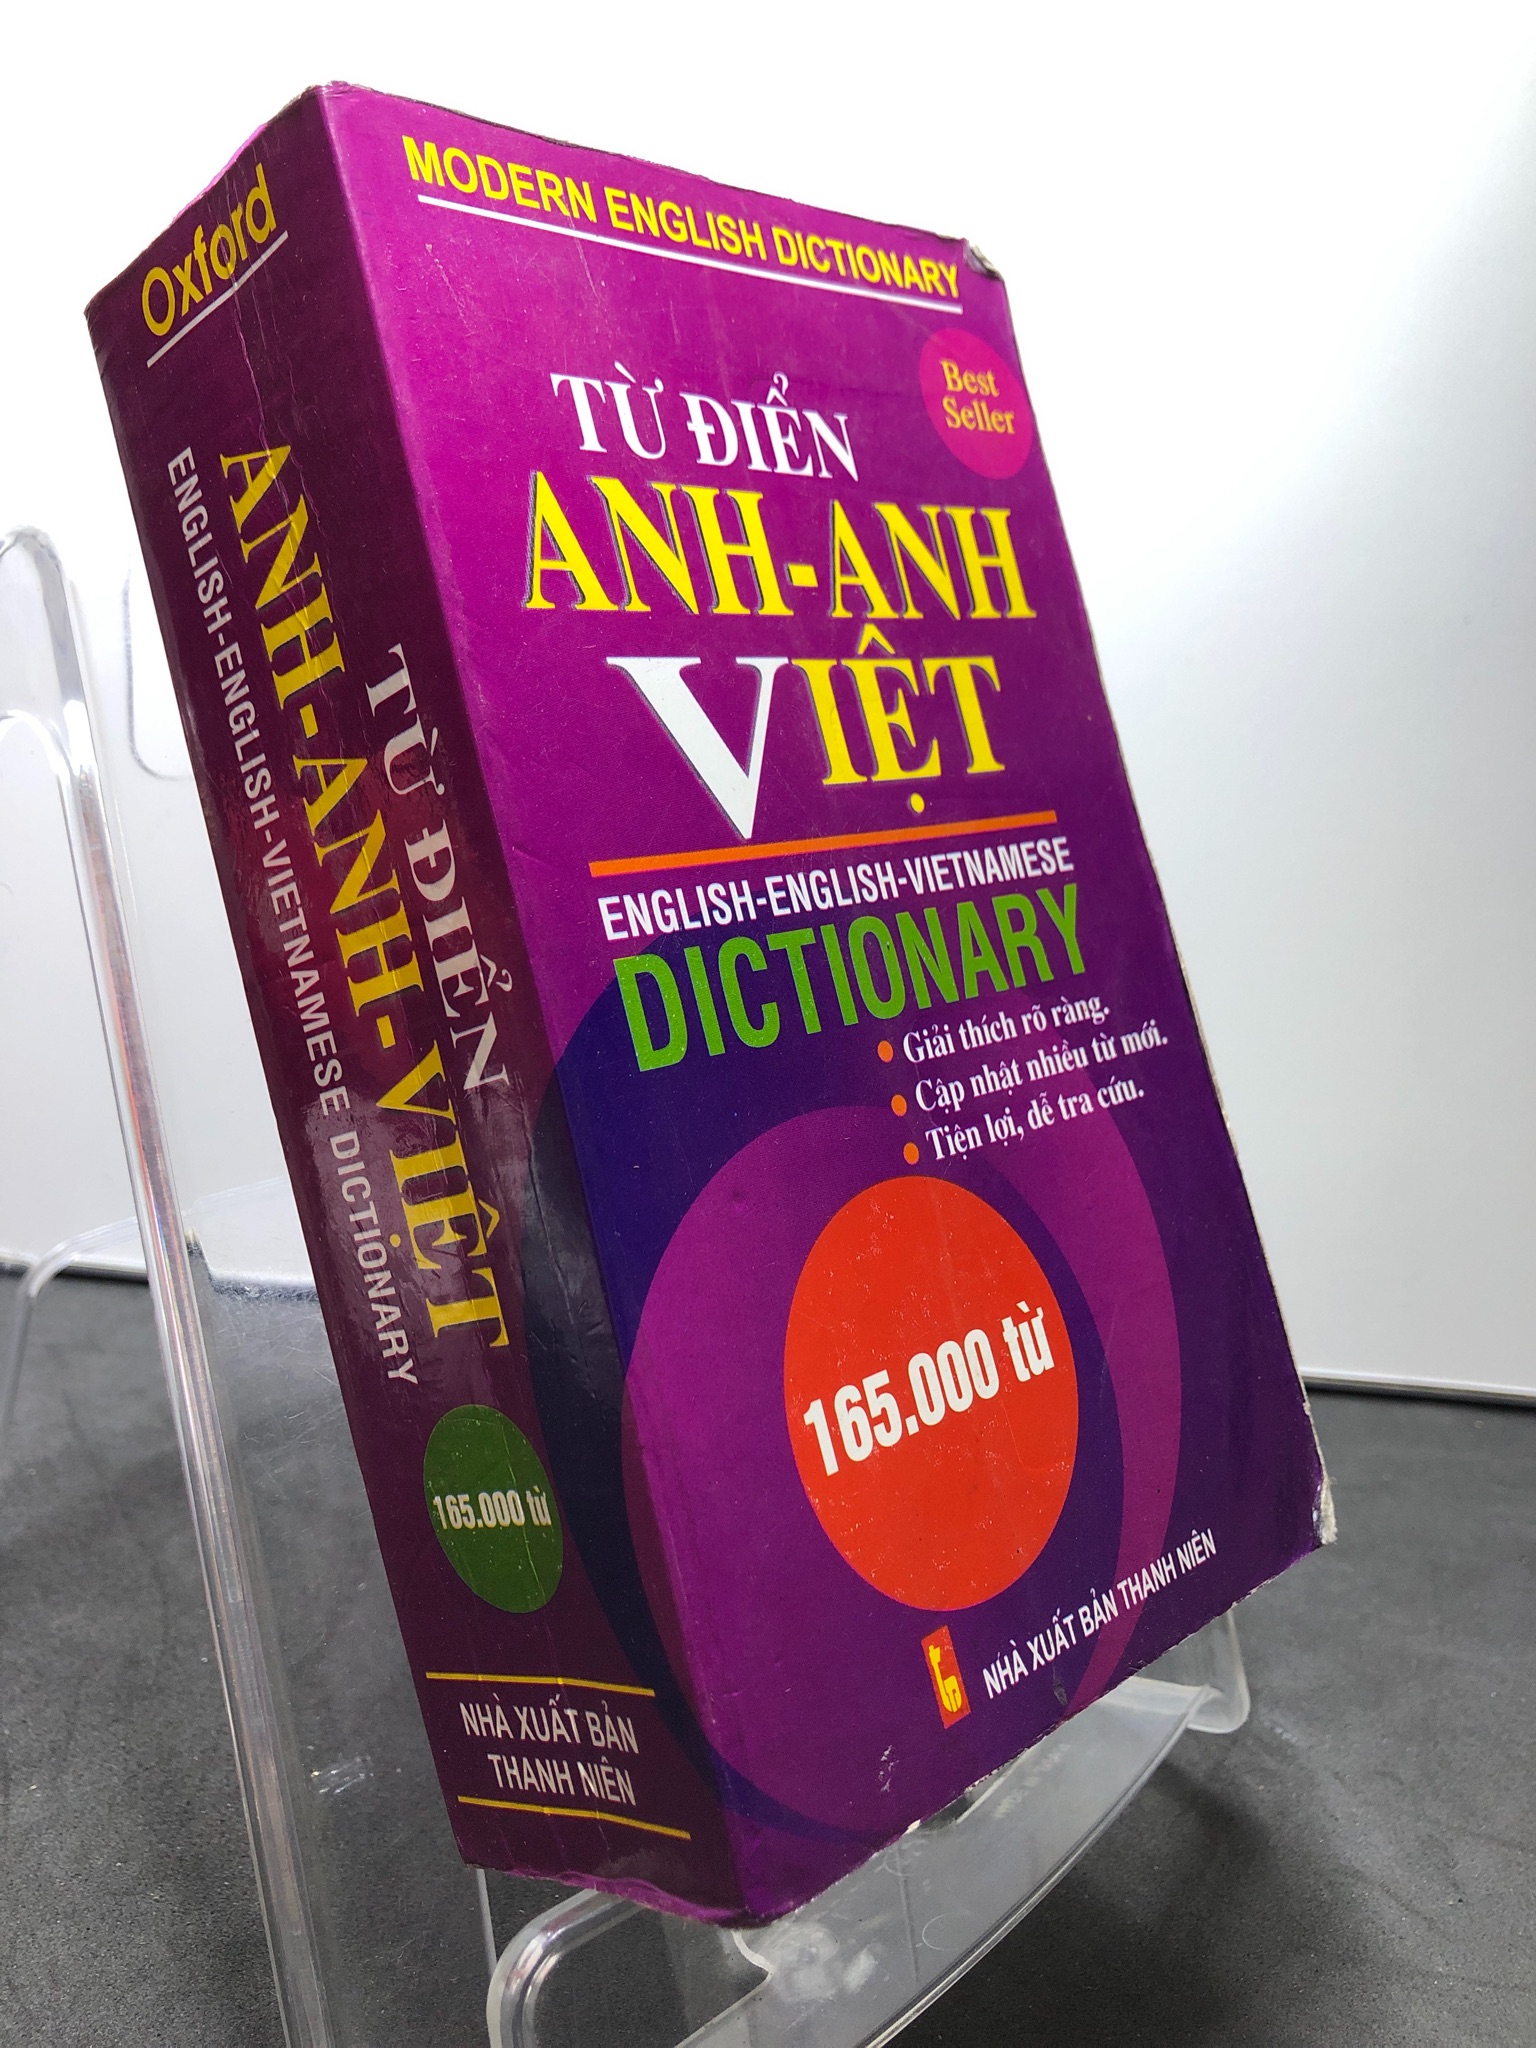 MODERN ENGLISH DICTIONARY
Best
Seller
TỪ ĐIỂN
ANH-ANH
VIỆT
ENGLISH-ENGLISH-VIETNAMESE
DICTIONARY
Giải thích rõ ràng.
Cập nhật nhiều từ mới.
Tiện lợi, dễ tra cứu.
165.000 từ
NHÀ XUẤT BẢN THANH NIÊN
Oxford
TỪ ĐIỂN
ANH-ANH-VIỆT
ENGLISH-ENGLISH-VIETNAMESE DICTIONARY
165.000 từ
NHÀ XUẤT BẢN
THANH NIÊN